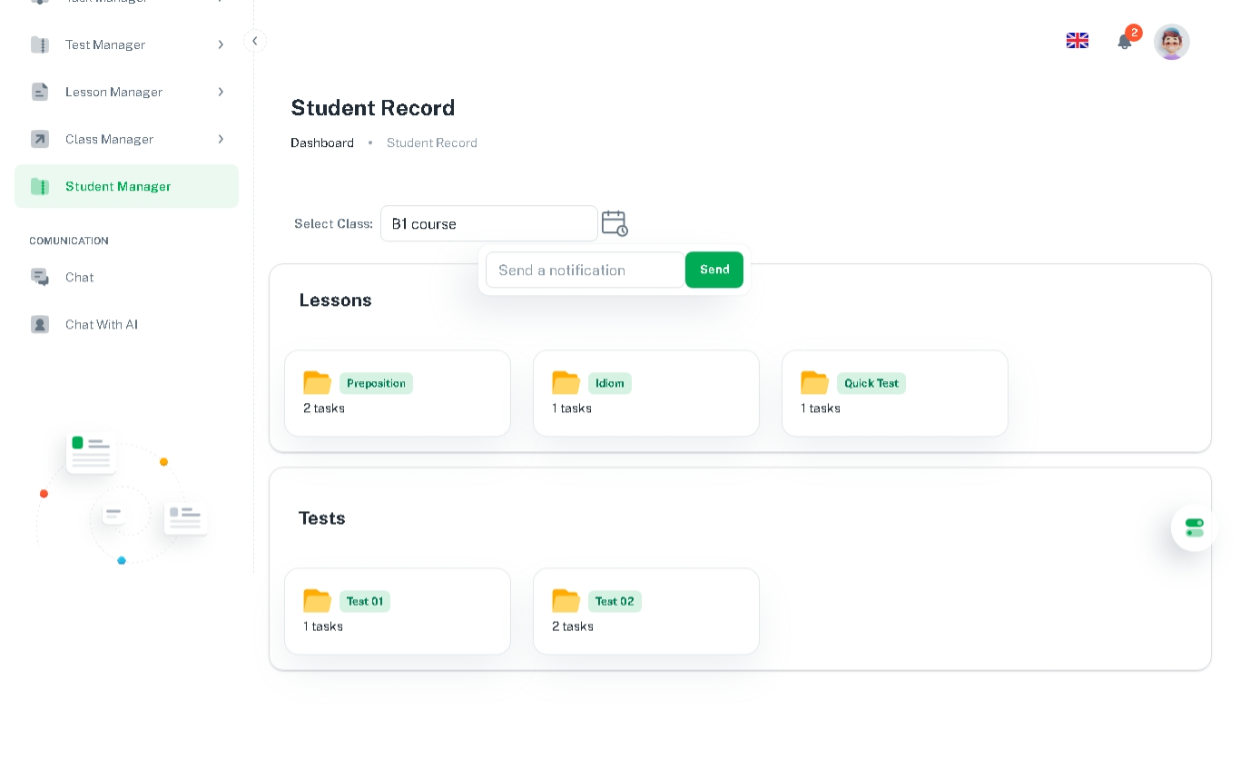 Task Manager
Test Manager
Lesson Manager
Class Manager
Student Manager
COMUNICATION
Chat
Chat With AI
2
Student Record
Dashboard • Student Record
Select Class: B1 course
Send a notification Send
Lessons
Preposition
2 tasks
Idiom
1 tasks
Quick Test
1 tasks
Tests
Test 01
1 tasks
Test 02
2 tasks